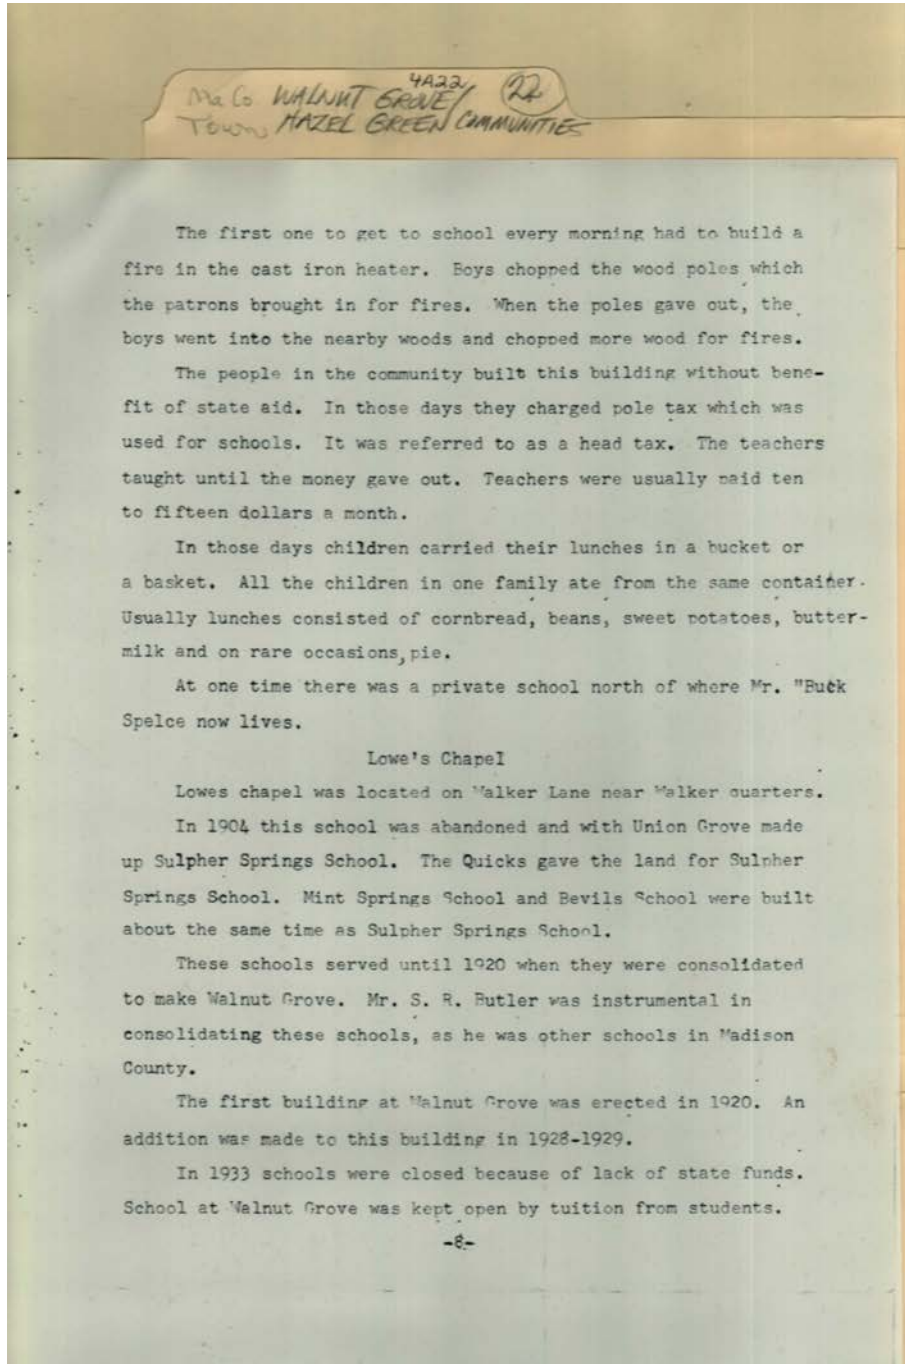 4A22
Ma Co WALNUT GROVE/ 22
Town HAZEL GREEN COMMUNITIES
The first one to get to school every morning had to build a
fire in the cast iron heater. Boys chopped the wood poles which
the patrons brought in for fires. When the poles gave out, the
boys went into the nearby woods and chopped more wood for fires.
The people in the community built this building without bene-
fit of state aid. In those days they charged pole tax which was
used for schools. It was referred to as a head tax. The teachers
taught until the money gave out. Teachers were usually paid ten
to fifteen dollars a month.
In those days children carried their lunches in a bucket or
a basket. All the children in one family ate from the same container.
Usually lunches consisted of cornbread, beans, sweet potatoes, butter-
milk and on rare occasions, pie.
At one time there was a private school north of where Mr. "Buck
Spelce now lives.
Lowe's Chapel
Lowes chapel was located on Walker Lane near Walker quarters.
In 1904 this school was abandoned and with Union Grove made
up Sulpher Springs School. The Quicks gave the land for Sulpher
Springs School. Mint Springs School and Bevils School were built
about the same time as Sulpher Springs School.
These schools served until 1920 when they were consolidated
to make Walnut Grove. Mr. S. R. Butler was instrumental in
consolidating these schools, as he was other schools in Madison
County.
The first building at Walnut Grove was erected in 1920. An
addition was made to this building in 1928-1929.
In 1933 schools were closed because of lack of state funds.
School at Walnut Grove was kept open by tuition from students.
-8-